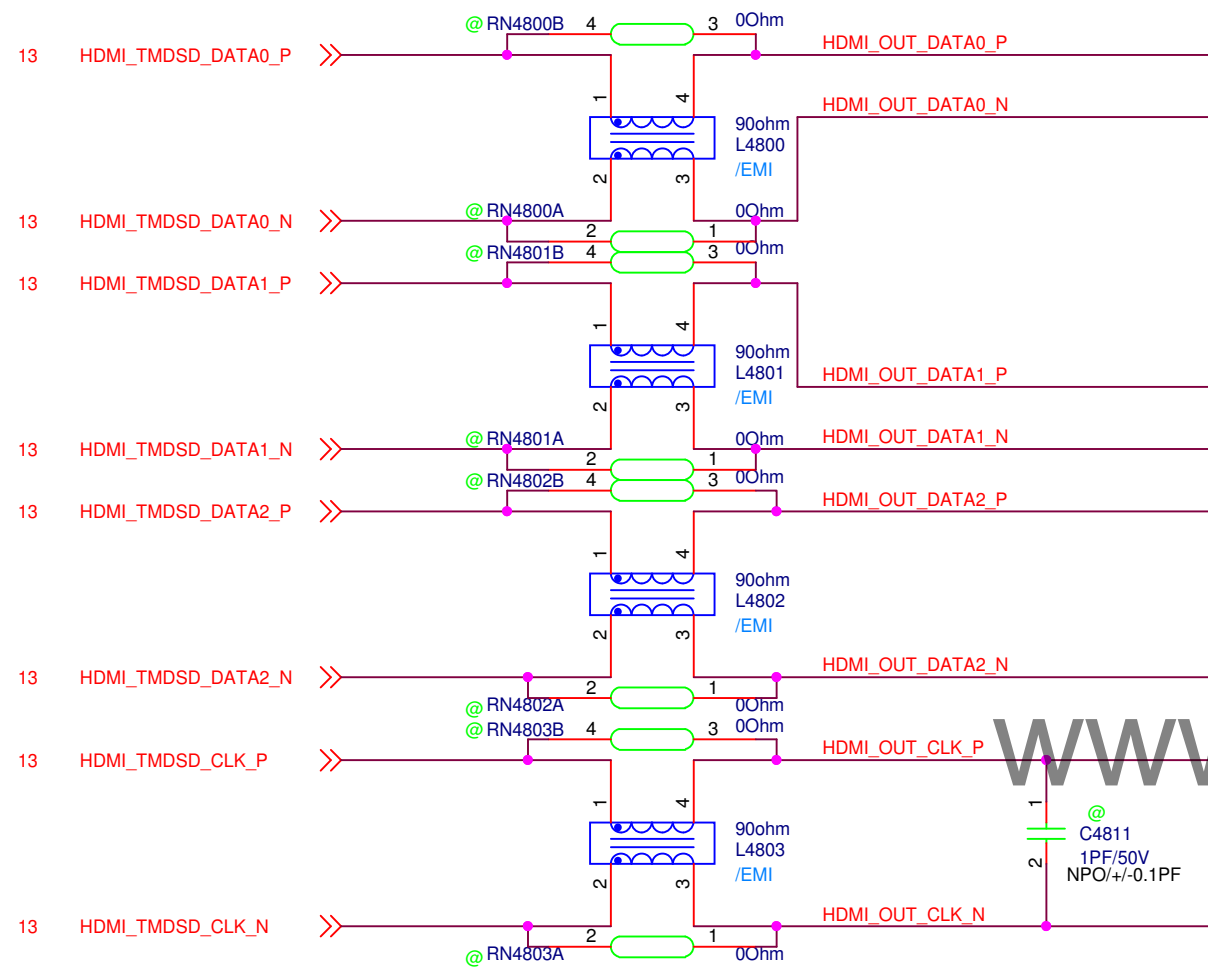 @ RN4800B 4 3 0Ohm
13 HDMI_TMDSD_DATA0_P HDMI_OUT_DATA0_P
1 4 HDMI_OUT_DATA0_N
90ohm
L4800
/EMI
2 3
@ RN4800A 0Ohm
13 HDMI_TMDSD_DATA0_N
2 1
@ RN4801B 4 3 0Ohm
13 HDMI_TMDSD_DATA1_P
1 4
90ohm
L4801 HDMI_OUT_DATA1_P
/EMI
2 3
@ RN4801A 0Ohm HDMI_OUT_DATA1_N
13 HDMI_TMDSD_DATA1_N
2 1
@ RN4802B 4 3 0Ohm
13 HDMI_TMDSD_DATA2_P HDMI_OUT_DATA2_P
1 4
90ohm
L4802
/EMI
2 3
13 HDMI_TMDSD_DATA2_N HDMI_OUT_DATA2_N
2 1
@ RN4802A 0Ohm
@ RN4803B 4 3 0Ohm
13 HDMI_TMDSD_CLK_P HDMI_OUT_CLK_P
1 4 1
90ohm @
L4803 C4811
/EMI 1PF/50V
2 3 2 NPO/+/-0.1PF
13 HDMI_TMDSD_CLK_N HDMI_OUT_CLK_N
2 1
@ RN4803A 0Ohm